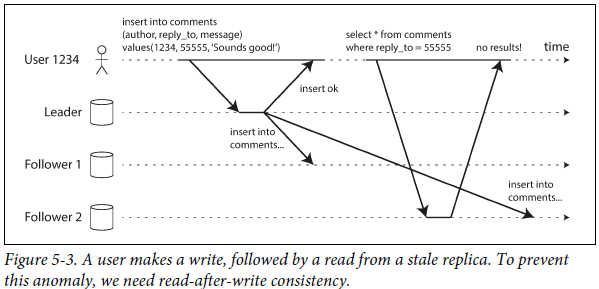 insert into comments
(author, reply_to, message)
values(1234, 55555, 'Sounds good!')
select * from comments
where reply_to = 55555
no results!
time
User 1234
insert ok
Leader
insert into
comments...
Follower 1
insert into
comments...
Follower 2
Figure 5-3. A user makes a write, followed by a read from a stale replica. To prevent
this anomaly, we need read-after-write consistency.